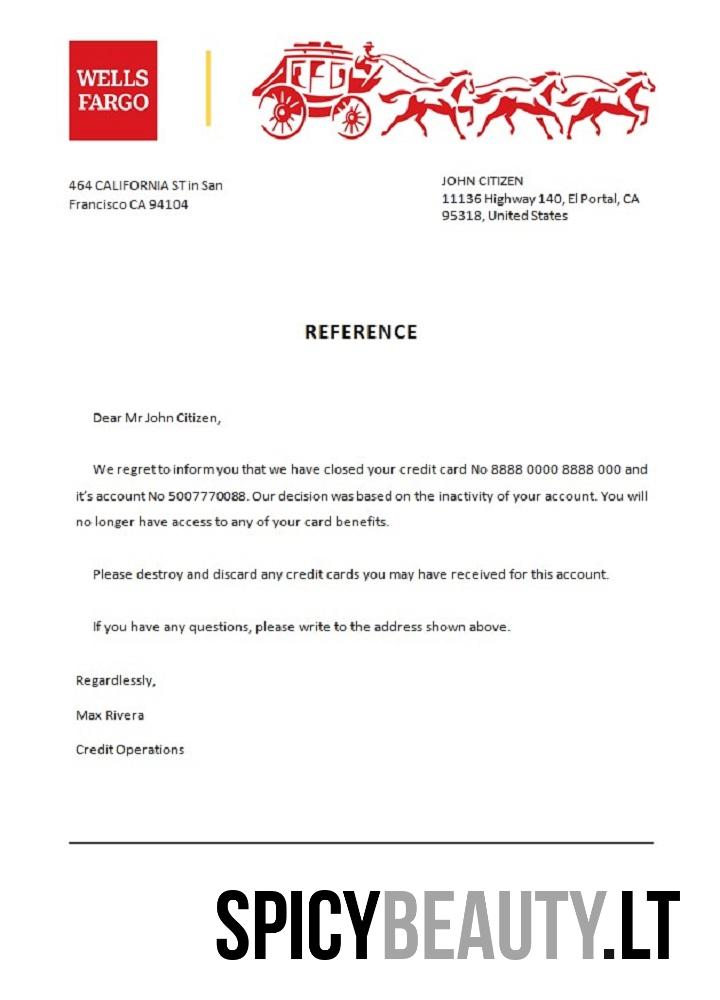 WELLS
FARGO
464 CALIFORNIA ST in San
Francisco CA 94104
JOHN CITIZEN
11136 Highway 140, El Portal, CA
95318, United States
REFERENCE
Dear Mr John Citizen,
We regret to inform you that we have closed your credit card No 8888 0000 8888 000 and
it's account No 5007770088. Our decision was based on the inactivity of your account. You will
no longer have access to any of your card benefits.
Please destroy and discard any credit cards you may have received for this account.
If you have any questions, please write to the address shown above.
Regardlessly,
Max Rivera
Credit Operations
SPICYBEAUTY.LT